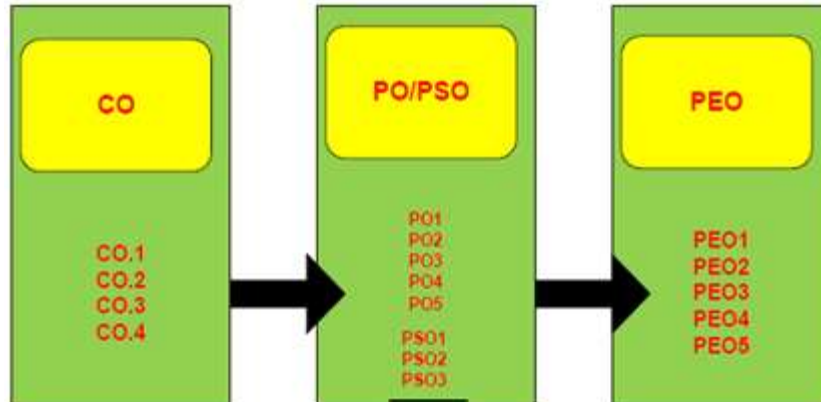 CO
CO.1
CO.2
CO.3
CO.4
PO/PSO
PO1
PO2
PO3
PO4
PO5
PSO1
PSO2
PSO3
PEO
PEO1
PEO2
PEO3
PEO4
PEO5